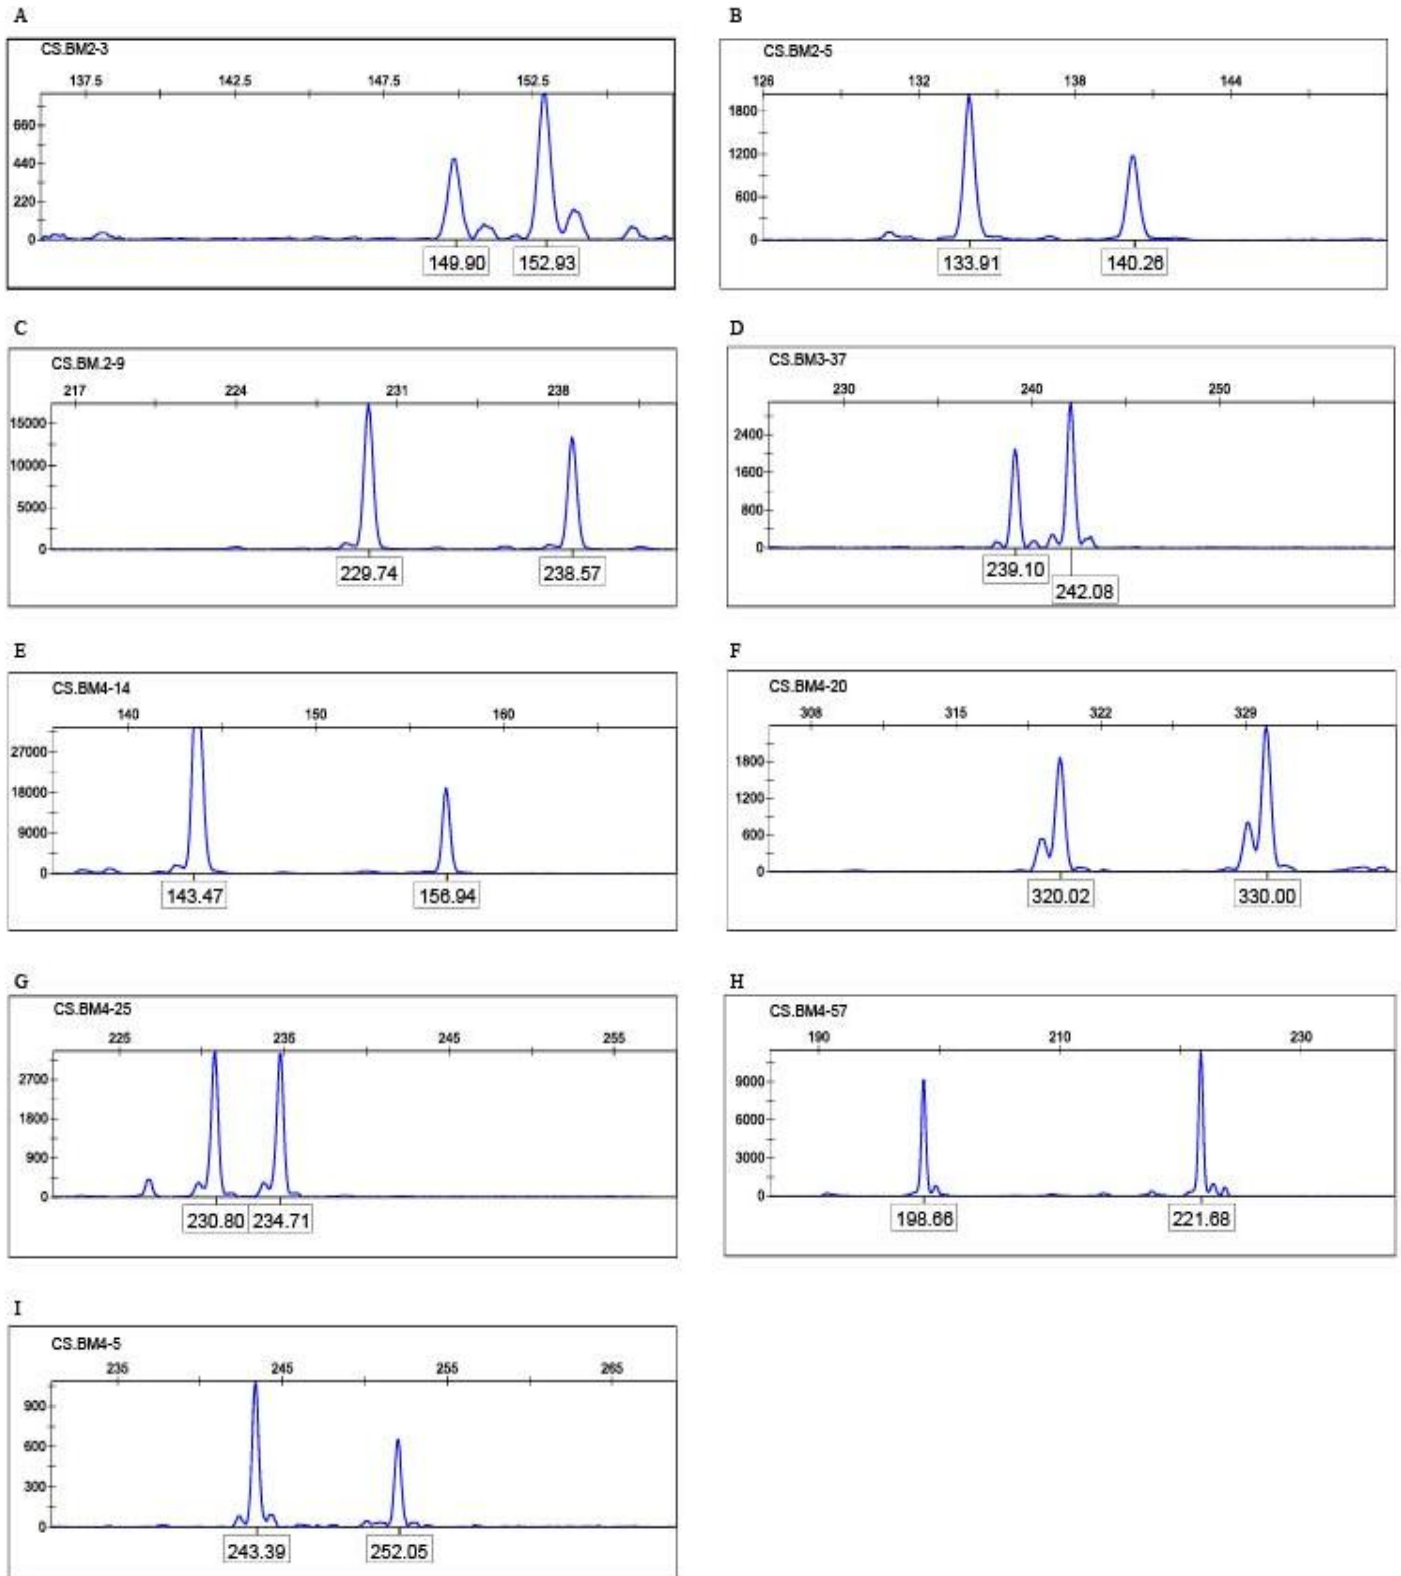 A
CS.BM2-3
137.5 142.5 147.5 152.5
660
440
220
0
149.90 152.93
B
CS.BM2-5
126 132 138 144
1800
1200
600
0
133.91 140.26
C
CS.BM.2-9
217 224 231 238
15000
10000
5000
0
229.74 238.57
D
CS.BM3-37
230 240 250
2400
1600
800
0
239.10
242.08
E
CS.BM4-14
140 150 160
27000
18000
9000
0
143.47 156.94
F
CS.BM4-20
308 315 322 329
1800
1200
600
0
320.02 330.00
G
CS.BM4-25
225 235 245 255
2700
1800
900
0
230.80 234.71
H
CS.BM4-57
190 210 230
9000
6000
3000
0
198.66 221.68
I
CS.BM4-5
235 245 255 265
900
600
300
0
243.39 252.05